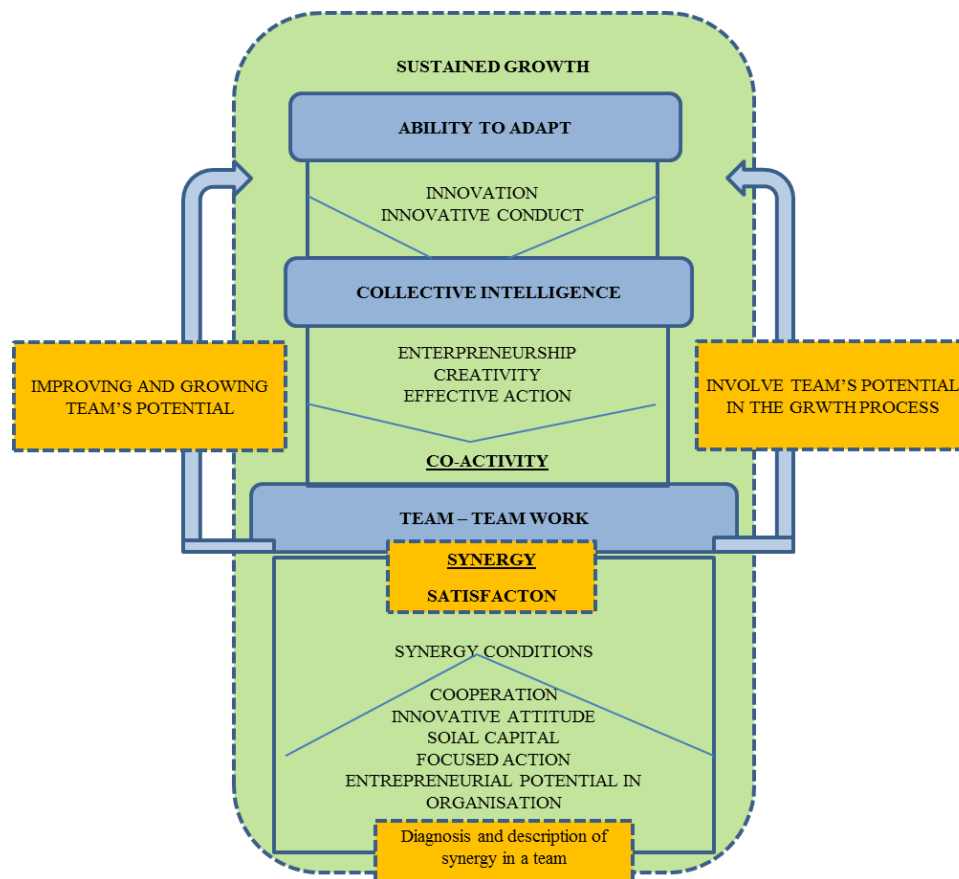 SUSTAINED GROWTH
ABILITY TO ADAPT
INNOVATION
INNOVATIVE CONDUCT
COLLECTIVE INTELLIGENCE
ENTERPRENEURSHIP
CREATIVITY
EFFECTIVE ACTION
IMPROVING AND GROWING
TEAM'S POTENTIAL
INVOLVE TEAM'S POTENTIAL
IN THE GRWTH PROCESS
CO-ACTIVITY
TEAM – TEAM WORK
SYNERGY
SATISFACTON
SYNERGY CONDITIONS
COOPERATION
INNOVATIVE ATTITUDE
SOIAL CAPITAL
FOCUSED ACTION
ENTREPRENEURIAL POTENTIAL IN
ORGANISATION
Diagnosis and description of
synergy in a team